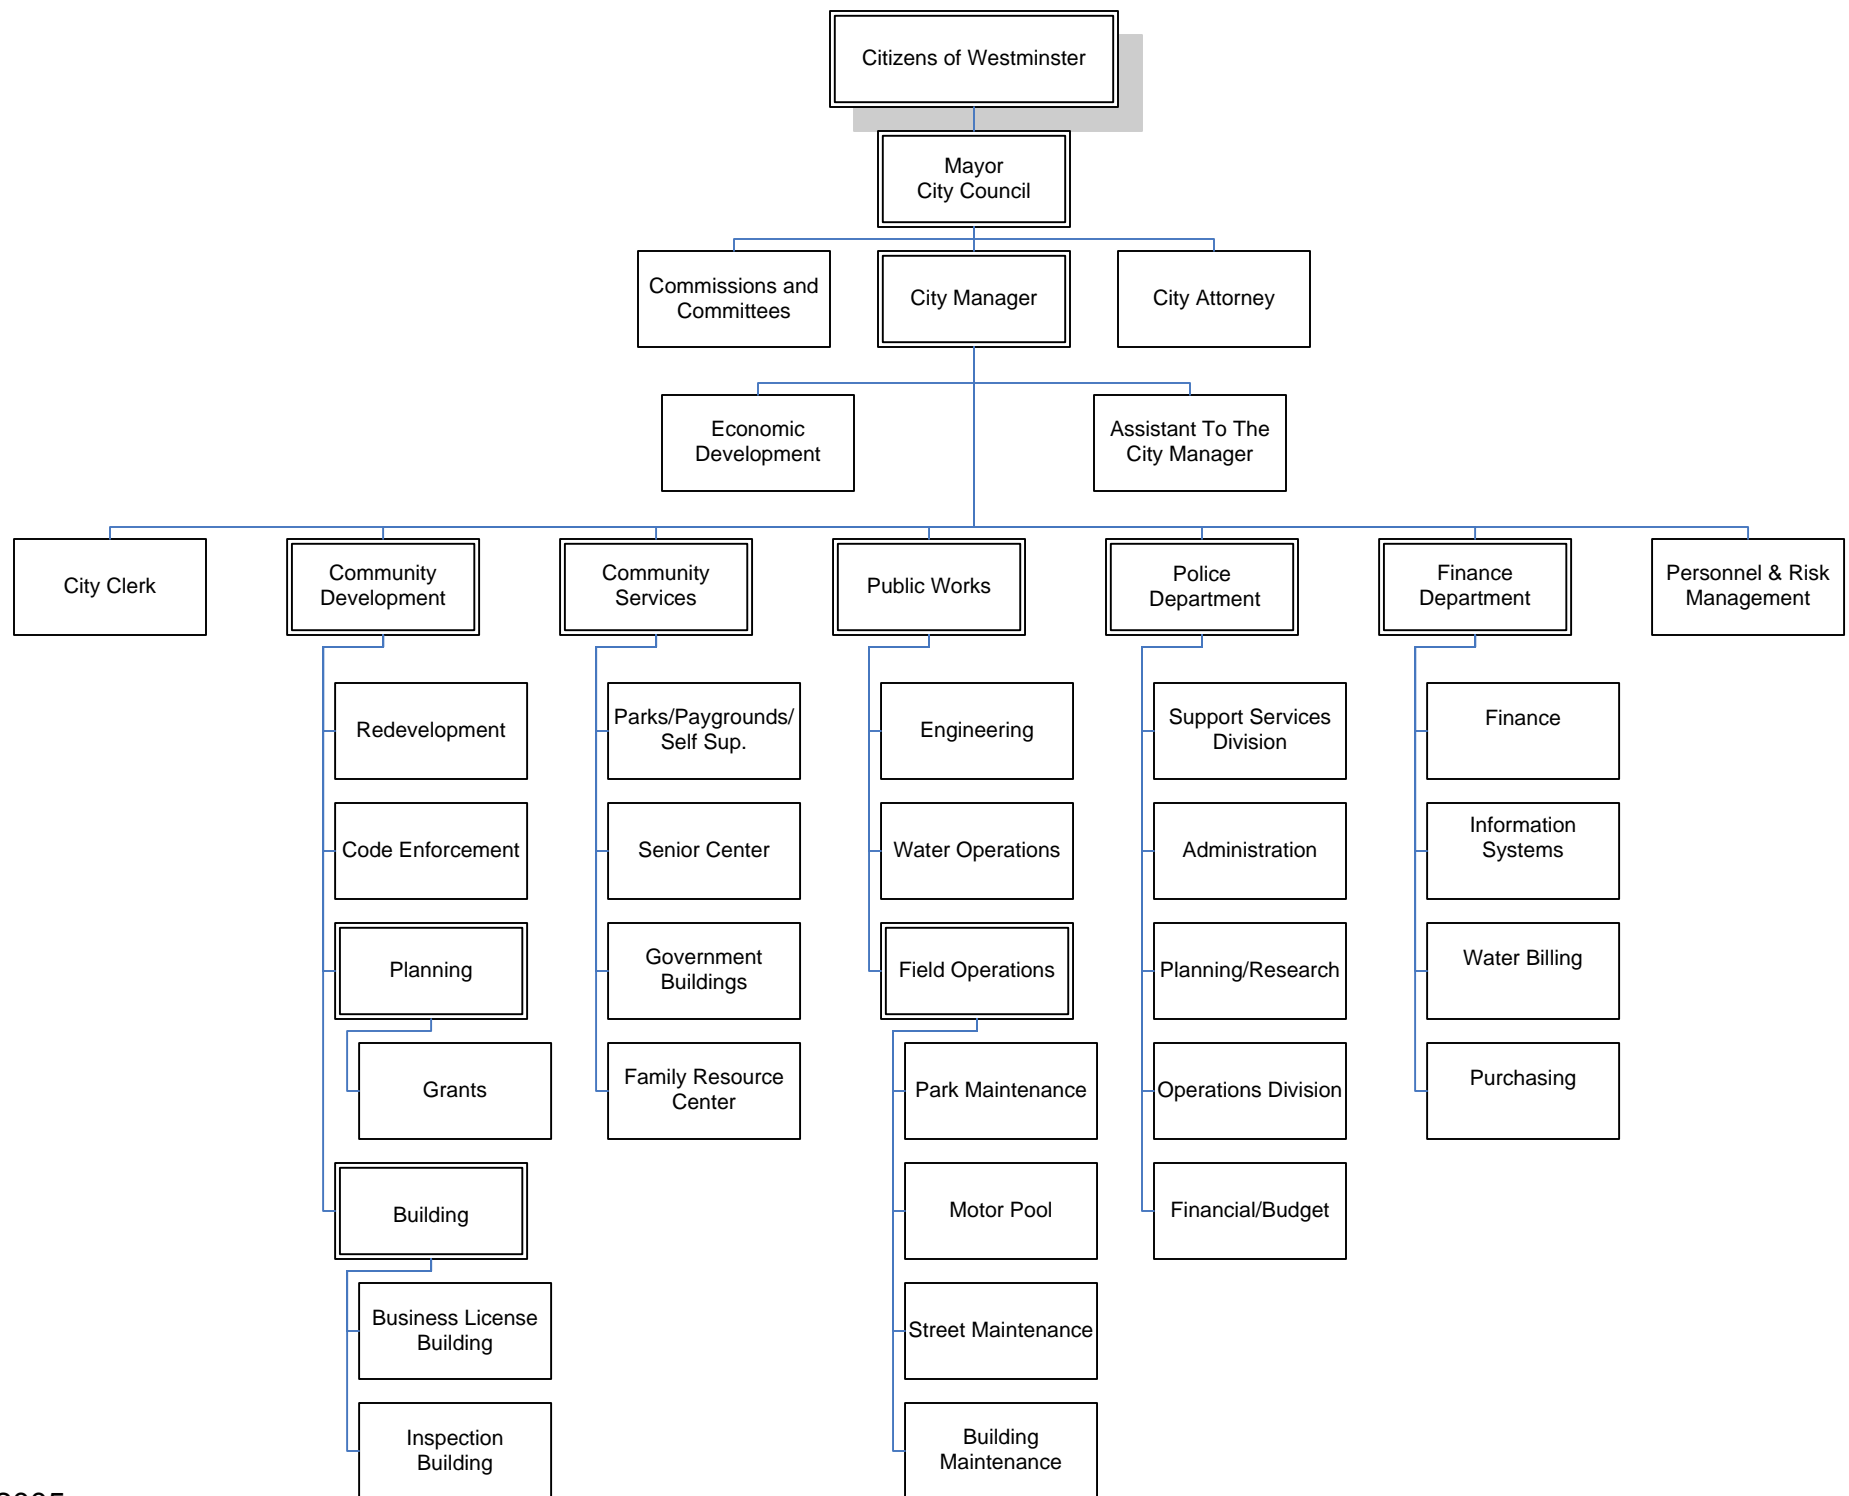 Citizens of Westminster
Mayor
City Council
Commissions and
Committees
City Manager
City Attorney
Economic
Development
Assistant To The
City Manager
City Clerk
Community
Development
Community
Services
Public Works
Police
Department
Finance
Department
Personnel & Risk
Management
Redevelopment
Code Enforcement
Planning
Grants
Building
Business License
Building
Inspection
Building
Parks/Paygrounds/
Self Sup.
Senior Center
Government
Buildings
Family Resource
Center
Engineering
Water Operations
Field Operations
Park Maintenance
Motor Pool
Street Maintenance
Building
Maintenance
Support Services
Division
Administration
Planning/Research
Operations Division
Financial/Budget
Finance
Information
Systems
Water Billing
Purchasing